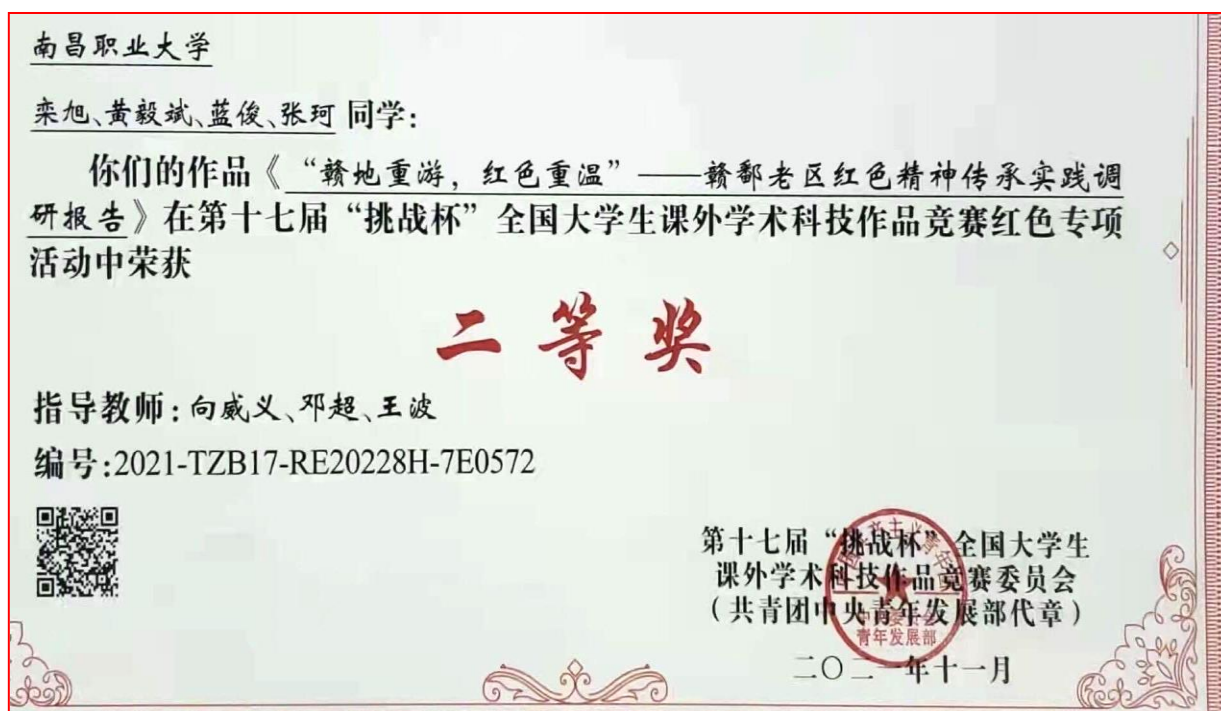 南昌职业大学
栾旭、黄毅斌、蓝俊、张珂 同学：
你们的作品《“赣地重游，红色重温”——赣鄱老区红色精神传承实践调
研报告》在第十七届“挑战杯”全国大学生课外学术科技作品竞赛红色专项
活动中荣获
二等奖
指导教师：向威义、邓超、王波
编号:2021-TZB17-RE20228H-7E0572
第十七届“挑战杯”全国大学生
课外学术科技作品竞赛委员会
（共青团中央青年发展部代章）
青年发展部
二〇二一年十一月